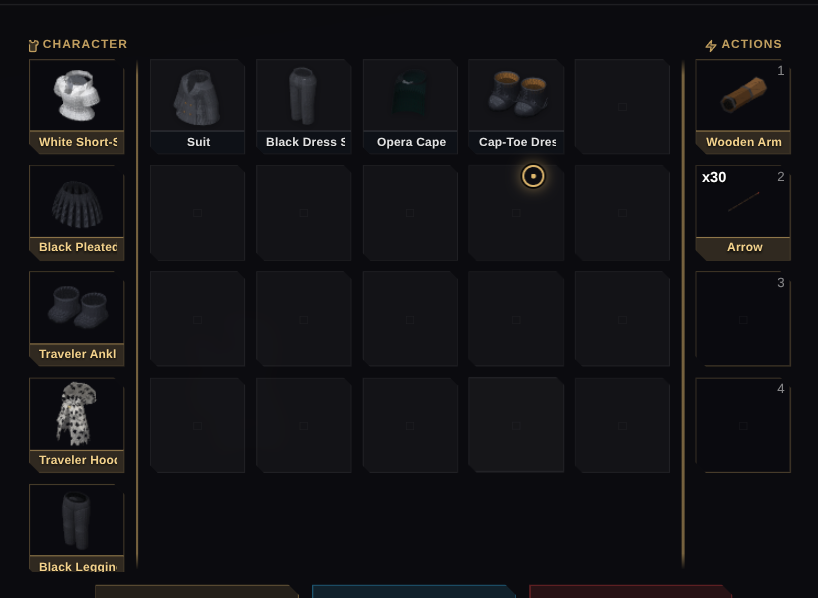 CHARACTER
ACTIONS
White Short-S
Suit
Black Dress S
Opera Cape
Cap-Toe Dres
1
Wooden Arm
Black Pleated
x30
2
Arrow
Traveler Ankl
3
Traveler Hood
4
Black Leggin